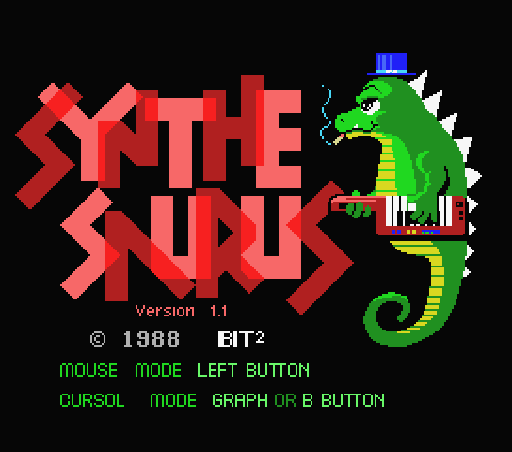 SYNTHE
SAURUS
Version 1.1
© 1988 BIT²
MOUSE MODE LEFT BUTTON
CURSOL MODE GRAPH OR B BUTTON